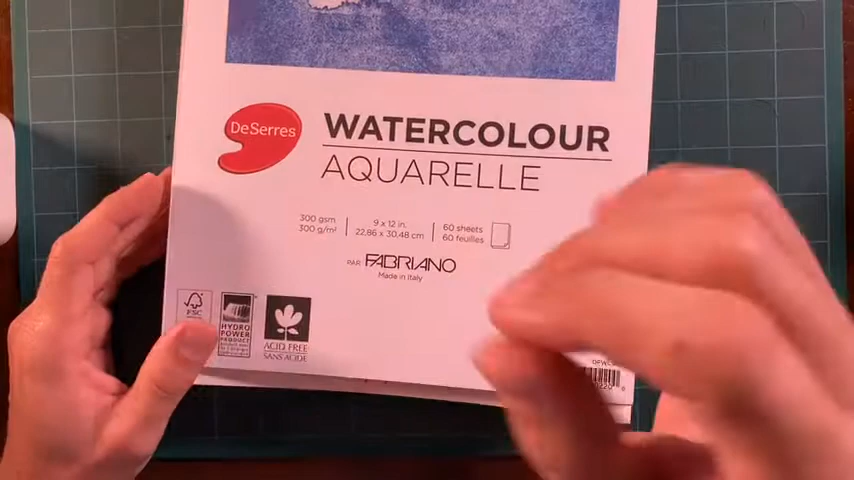 DeSerres
WATERCOLOUR
AQUARELLE
300 gsm
300 g/m²
9 x 12 in.
22,86 x 30,48 cm
60 sheets
60 feuilles
PAR FABRIANO
Made in Italy
FSC
HYDRO
POWER
PRODUCT
ACID FREE
SANS ACIDE